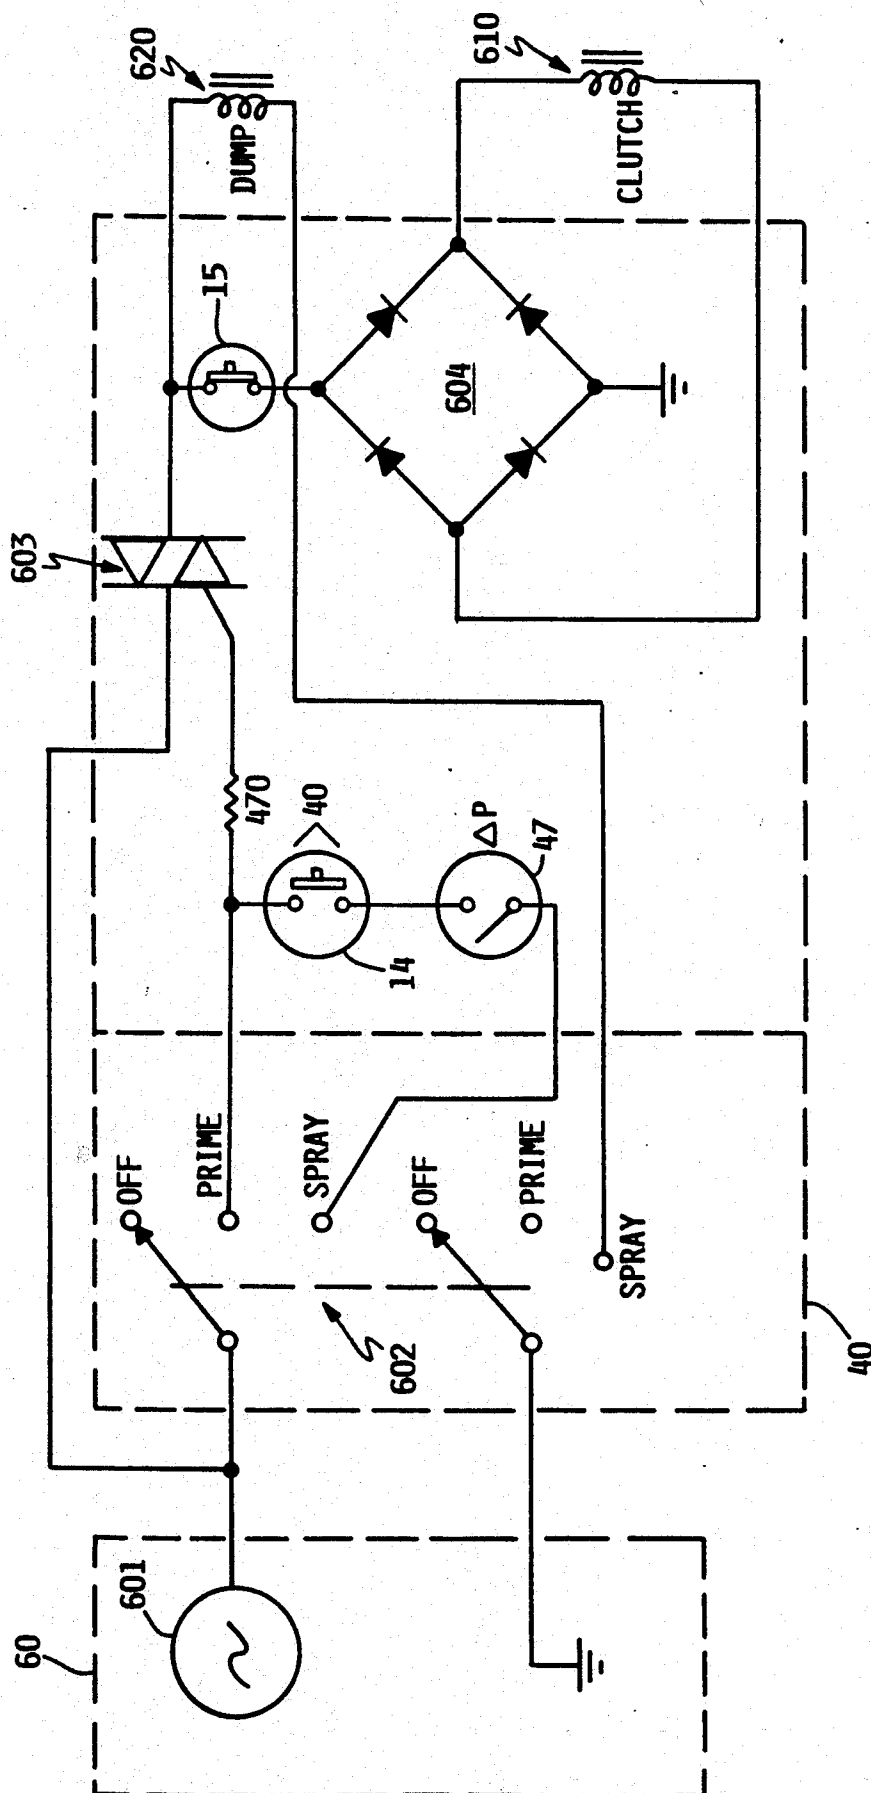 60
601
602
40
OFF
PRIME
SPRAY
OFF
PRIME
SPRAY
470
>40
14
ΔP
47
603
15
604
DUMP
620
CLUTCH
610